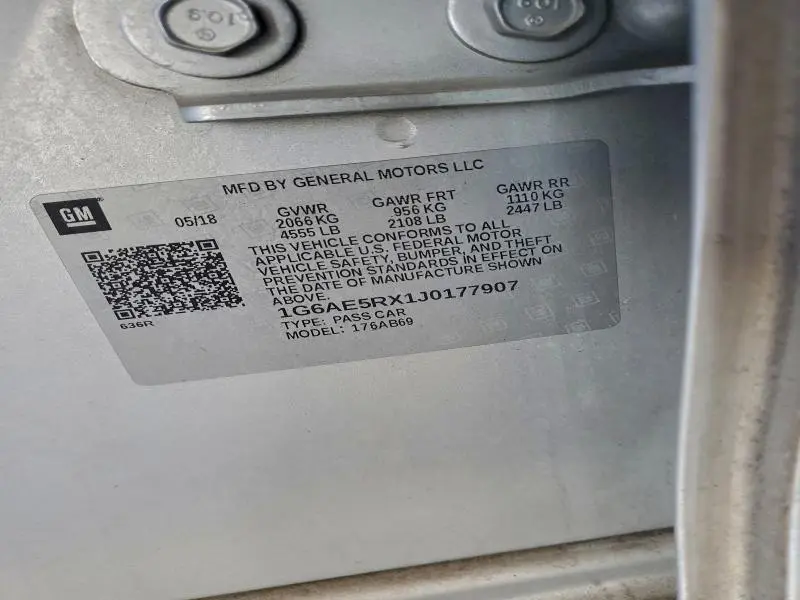 10.9
MFD BY GENERAL MOTORS LLC
GM
05/18
GVWR GAWR FRT GAWR RR
2066 KG 956 KG 1110 KG
4555 LB 2108 LB 2447 LB
THIS VEHICLE CONFORMS TO ALL
APPLICABLE U.S. FEDERAL MOTOR
VEHICLE SAFETY, BUMPER, AND THEFT
PREVENTION STANDARDS IN EFFECT ON
THE DATE OF MANUFACTURE SHOWN
ABOVE.
1G6AE5RX1J0177907
TYPE: PASS CAR
MODEL: 176AB69
636R